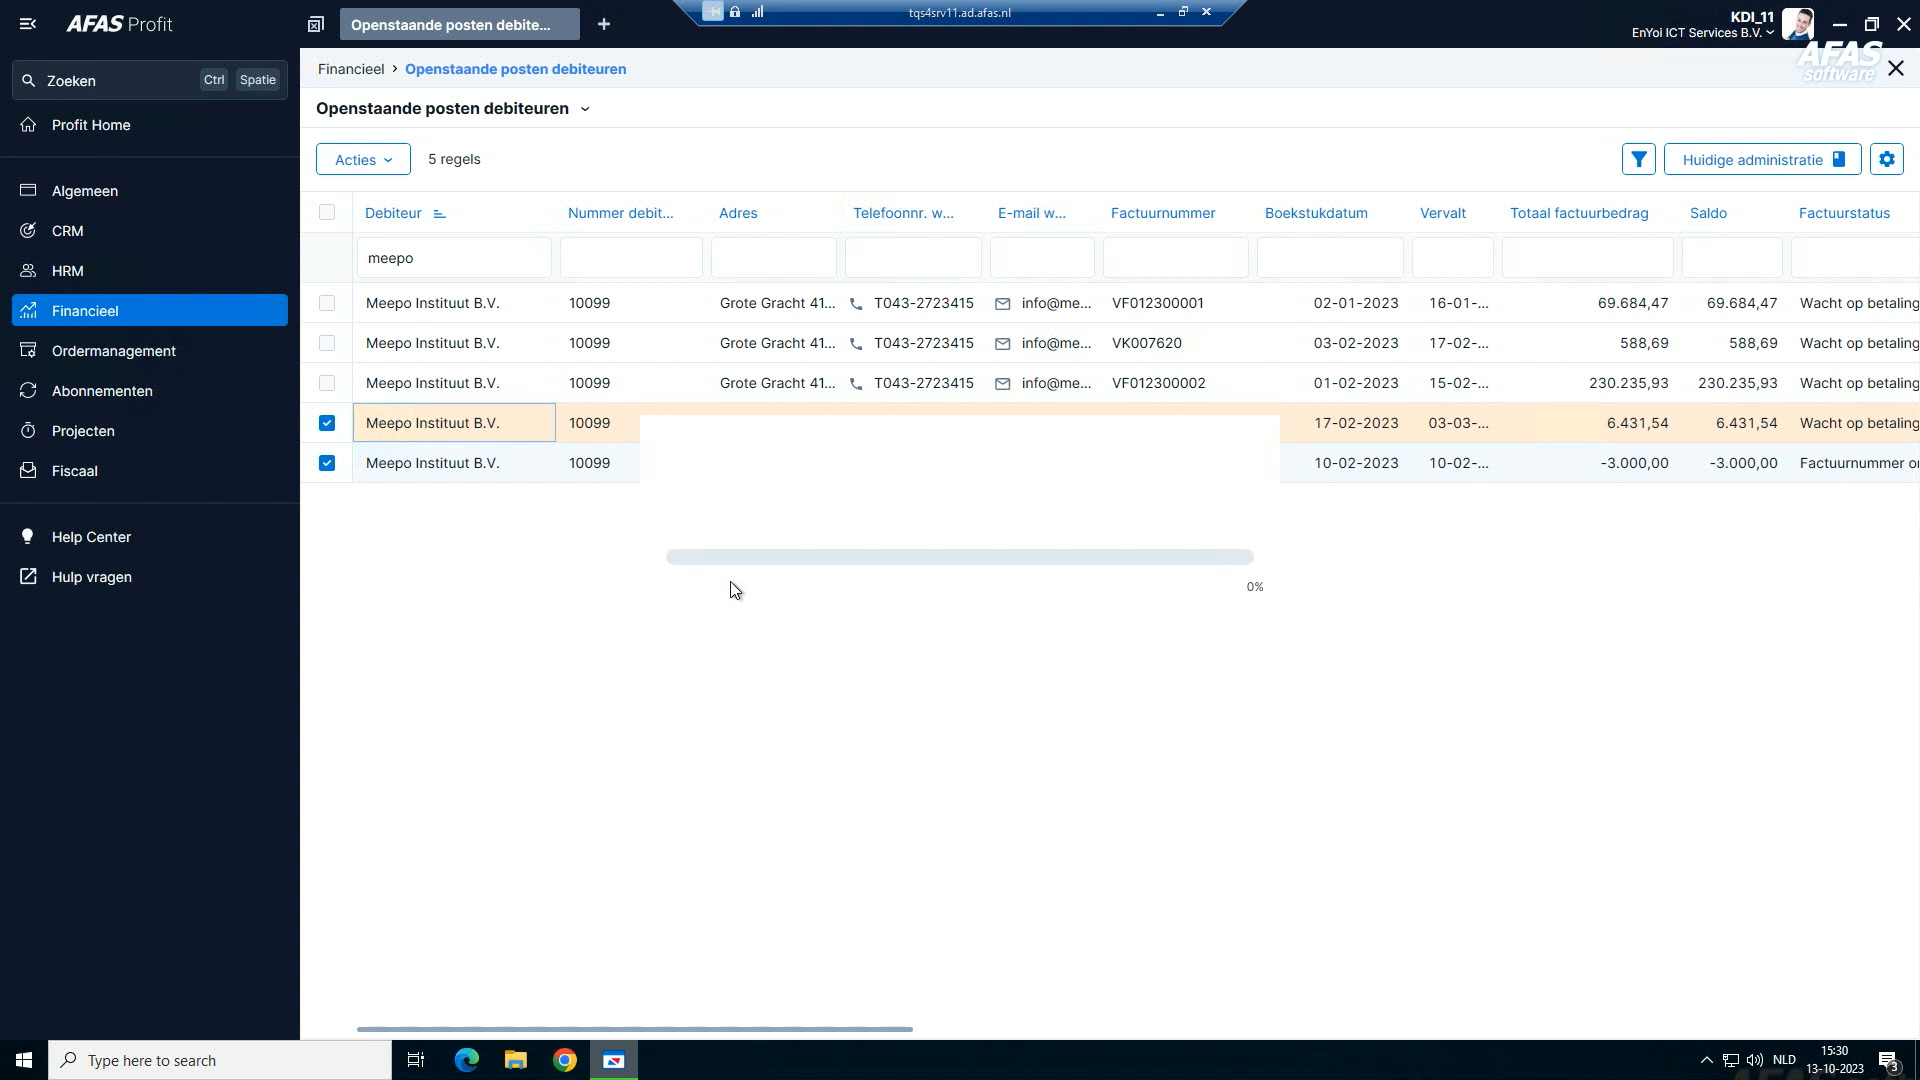 AFAS Profit
Openstaande posten debite...
tqs4srv11.ad.afas.nl
KDI_11
EnYoi ICT Services B.V.
Zoeken Ctrl Spatie
Profit Home
Algemeen
CRM
HRM
Financieel
Ordermanagement
Abonnementen
Projecten
Fiscaal
Help Center
Hulp vragen
Financieel › Openstaande posten debiteuren
AFAS
software
Openstaande posten debiteuren
Acties 5 regels Huidige administratie
Debiteur Nummer debit... Adres Telefoonnr. w... E-mail w... Factuurnummer Boekstukdatum Vervalt Totaal factuurbedrag Saldo Factuurstatus
meepo
Meepo Instituut B.V. 10099 Grote Gracht 41... T043-2723415 info@me... VF012300001 02-01-2023 16-01-... 69.684,47 69.684,47 Wacht op betaling
Meepo Instituut B.V. 10099 Grote Gracht 41... T043-2723415 info@me... VK007620 03-02-2023 17-02-... 588,69 588,69 Wacht op betaling
Meepo Instituut B.V. 10099 Grote Gracht 41... T043-2723415 info@me... VF012300002 01-02-2023 15-02-... 230.235,93 230.235,93 Wacht op betaling
Meepo Instituut B.V. 10099 17-02-2023 03-03-... 6.431,54 6.431,54 Wacht op betaling
Meepo Instituut B.V. 10099 10-02-2023 10-02-... -3.000,00 -3.000,00 Factuurnummer
0%
Type here to search
NLD
15:30
13-10-2023
3